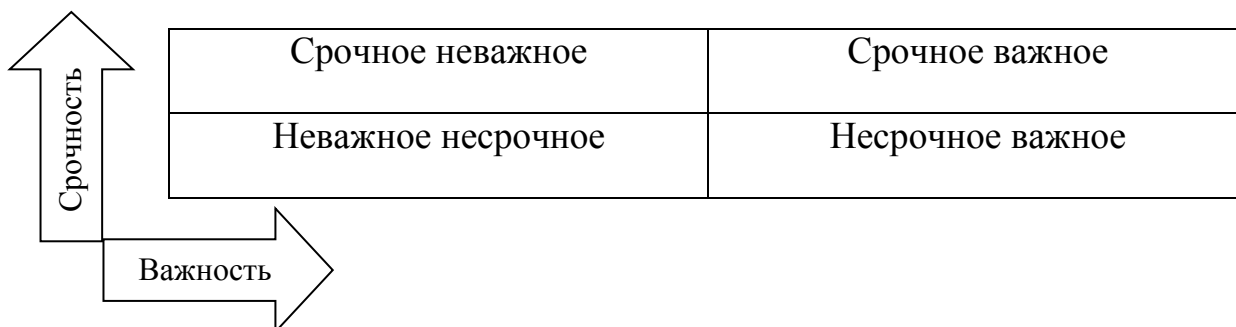 Срочность
Срочное неважное
Срочное важное
Неважное несрочное
Несрочное важное
Важность